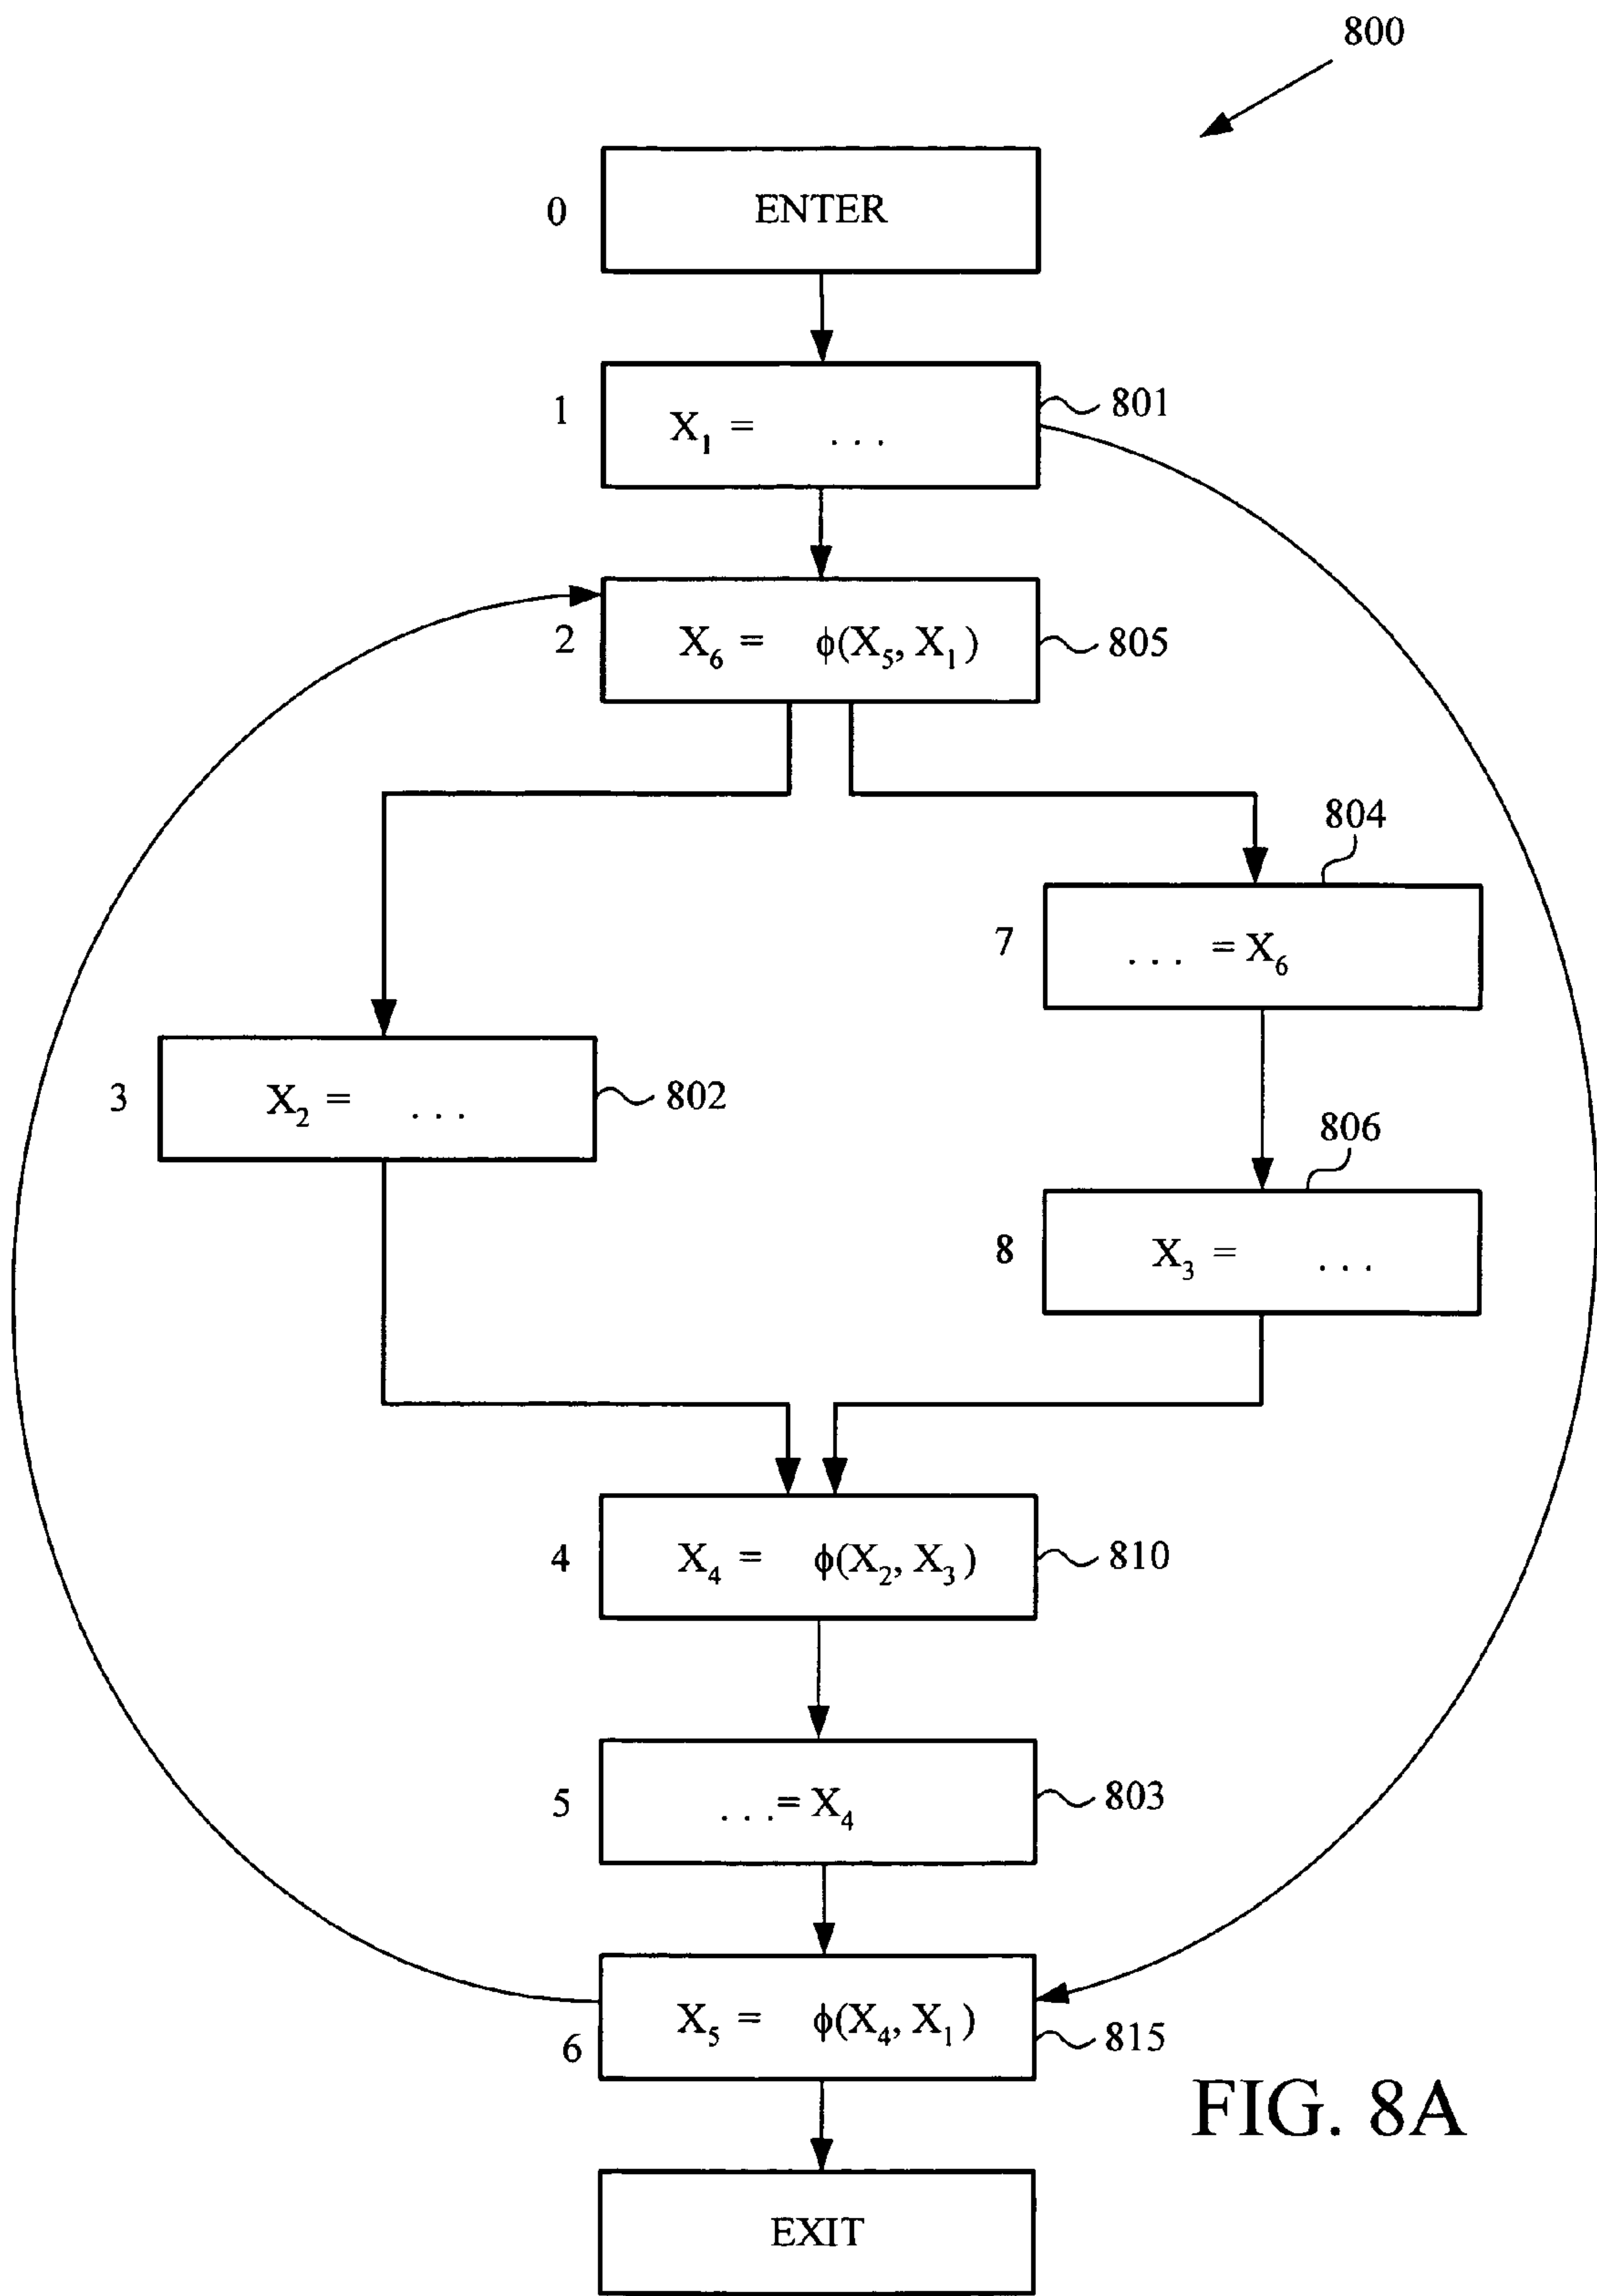 800
0 ENTER
1 X₁ = . . . 801
2 X₆ = ϕ(X₅, X₁) 805
804
7 . . . = X₆
3 X₂ = . . . 802
806
8 X₃ = . . .
4 X₄ = ϕ(X₂, X₃) 810
5 . . .= X₄ 803
6 X₅ = ϕ(X₄, X₁) 815
FIG. 8A
EXIT